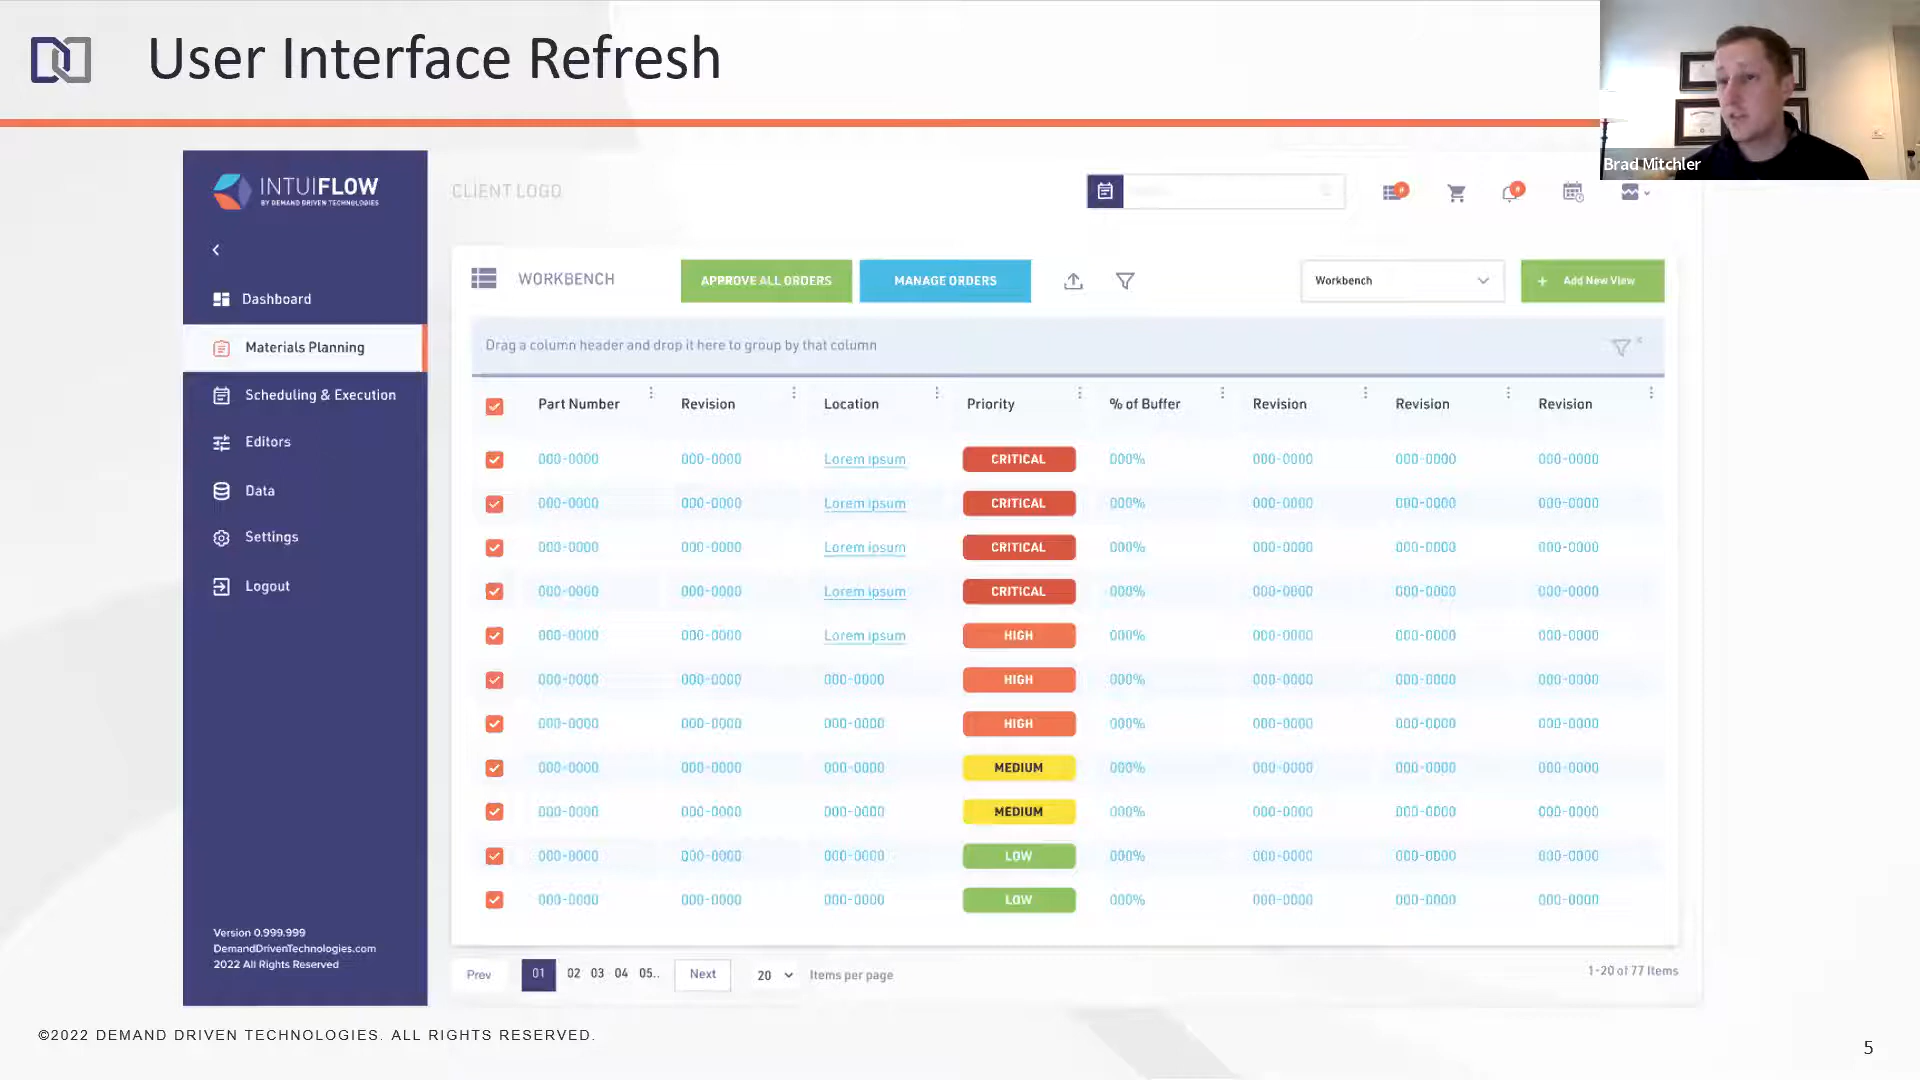 User Interface Refresh
Brad Mitchler
INTUIFLOW
BY DEMAND DRIVEN TECHNOLOGIES
CLIENT LOGO
Dashboard
Materials Planning
Scheduling & Execution
Editors
Data
Settings
Logout
Version 0.999.999
DemandDrivenTechnologies.com
2022 All Rights Reserved
WORKBENCH
APPROVE ALL ORDERS
MANAGE ORDERS
Workbench
+ Add New View
Drag a column header and drop it here to group by that column
Part Number Revision Location Priority % of Buffer Revision Revision Revision
000-0000 000-0000 Lorem ipsum CRITICAL 000% 000-0000 000-0000 000-0000
000-0000 000-0000 Lorem ipsum CRITICAL 000% 000-0000 000-0000 000-0000
000-0000 000-0000 Lorem ipsum CRITICAL 000% 000-0000 000-0000 000-0000
000-0000 000-0000 Lorem ipsum CRITICAL 000% 000-0000 000-0000 000-0000
000-0000 000-0000 Lorem ipsum HIGH 000% 000-0000 000-0000 000-0000
000-0000 000-0000 000-0000 HIGH 000% 000-0000 000-0000 000-0000
000-0000 000-0000 000-0000 HIGH 000% 000-0000 000-0000 000-0000
000-0000 000-0000 000-0000 MEDIUM 000% 000-0000 000-0000 000-0000
000-0000 000-0000 000-0000 MEDIUM 000% 000-0000 000-0000 000-0000
000-0000 000-0000 000-0000 LOW 000% 000-0000 000-0000 000-0000
000-0000 000-0000 000-0000 LOW 000% 000-0000 000-0000 000-0000
Prev 01 02 03 04 05.. Next 20 Items per page
1-20 of 77 Items
©2022 DEMAND DRIVEN TECHNOLOGIES. ALL RIGHTS RESERVED.
5